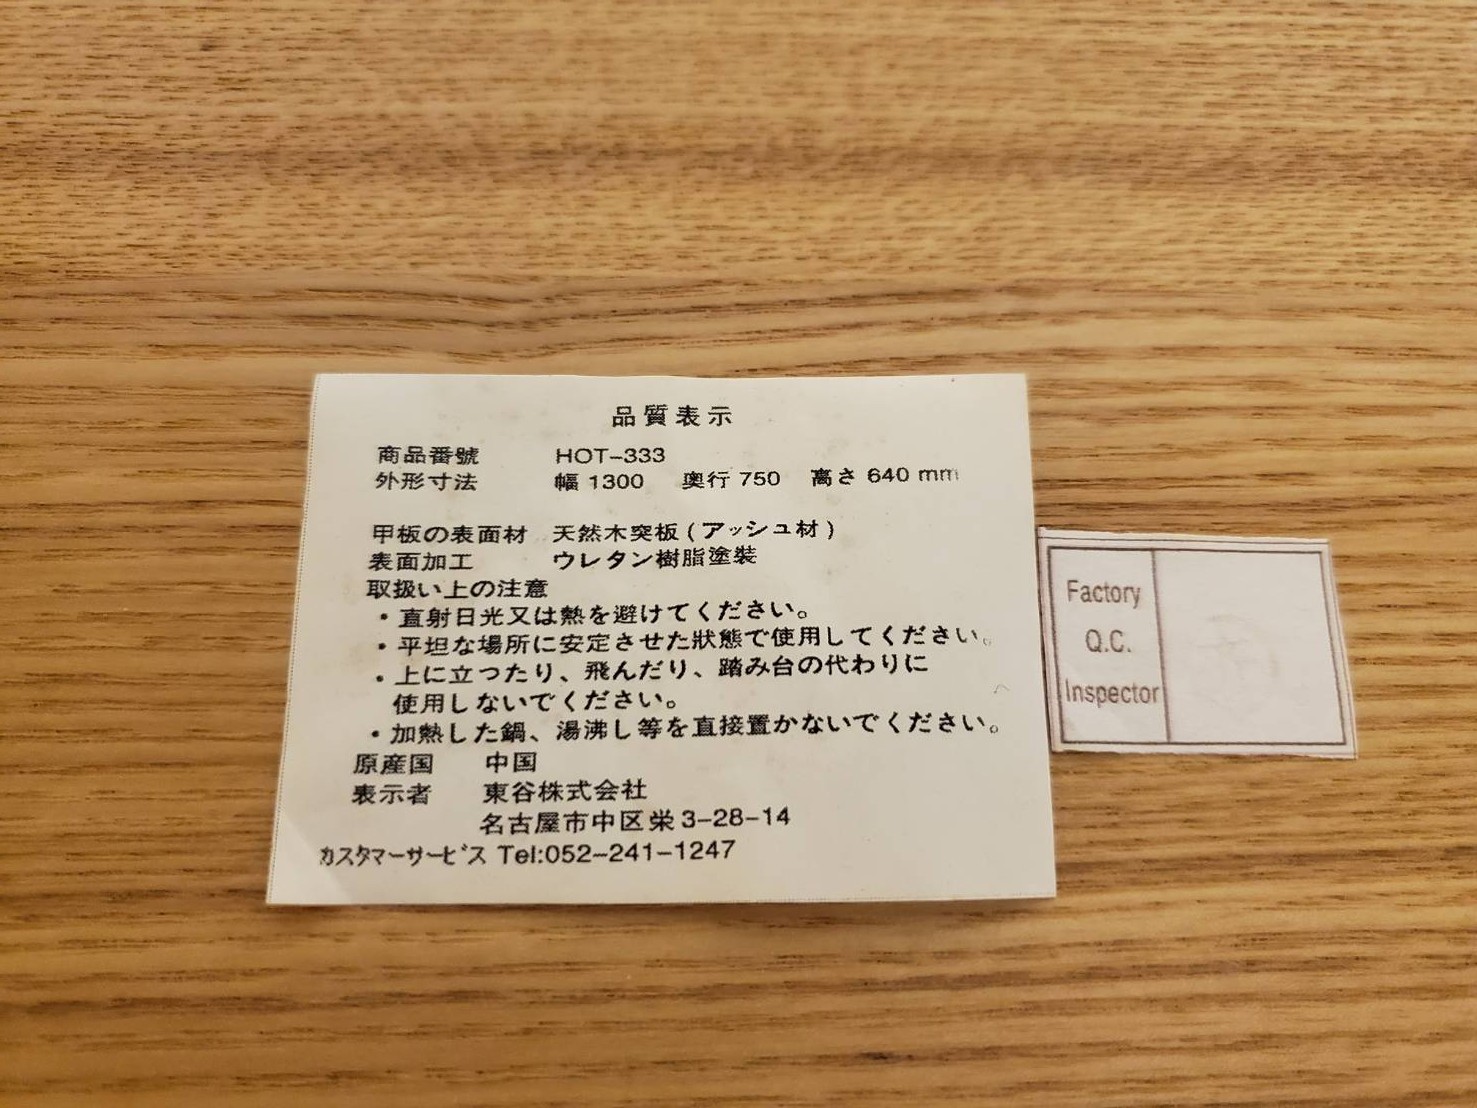 品質表示
商品番號 HOT-333
外形寸法 幅 1300 奥行 750 高さ 640 mm
甲板の表面材 天然木突板(アッシュ材)
表面加工 ウレタン樹脂塗裝
取扱い上の注意
・直射日光又は熱を避けてください。
・平坦な場所に安定させた狀態で使用してください。
・上に立つたり、飛んだり、踏み台の代わりに
使用しないでください。
・加熱した鍋、湯沸し等を直接置かないでください。
原産国 中国
表示者 東谷株式会社
名古屋市中区栄 3-28-14
カスタマーサービス Tel:052-241-1247
Factory
Q.C.
Inspector